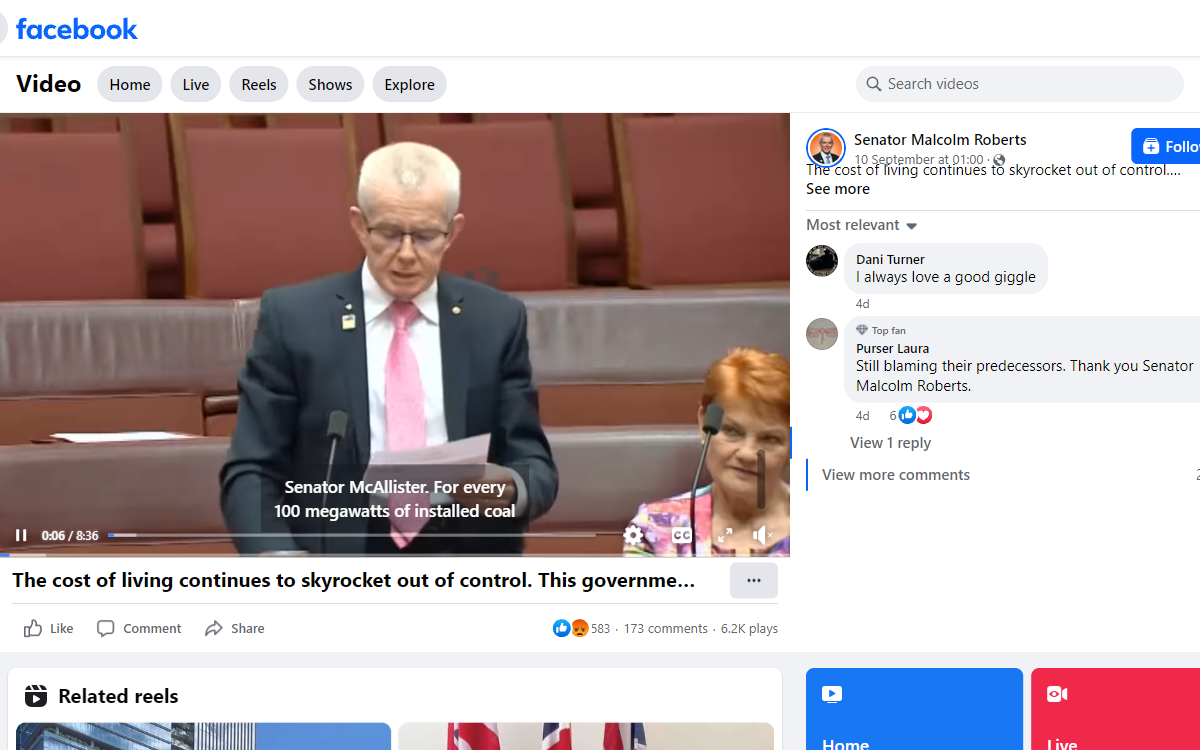 facebook
Video
Home
Live
Reels
Shows
Explore
Search videos
Senator McAllister. For every
100 megawatts of installed coal
0:06 / 8:36
CC
The cost of living continues to skyrocket out of control. This governme...
Like
Comment
Share
583 · 173 comments · 6.2K plays
Related reels
Senator Malcolm Roberts
10 September at 01:00 ·
Follo
The cost of living continues to skyrocket out of control....
See more
Most relevant
Dani Turner
I always love a good giggle
4d
Top fan
Purser Laura
Still blaming their predecessors. Thank you Senator
Malcolm Roberts.
4d 6
View 1 reply
View more comments
Home
Live